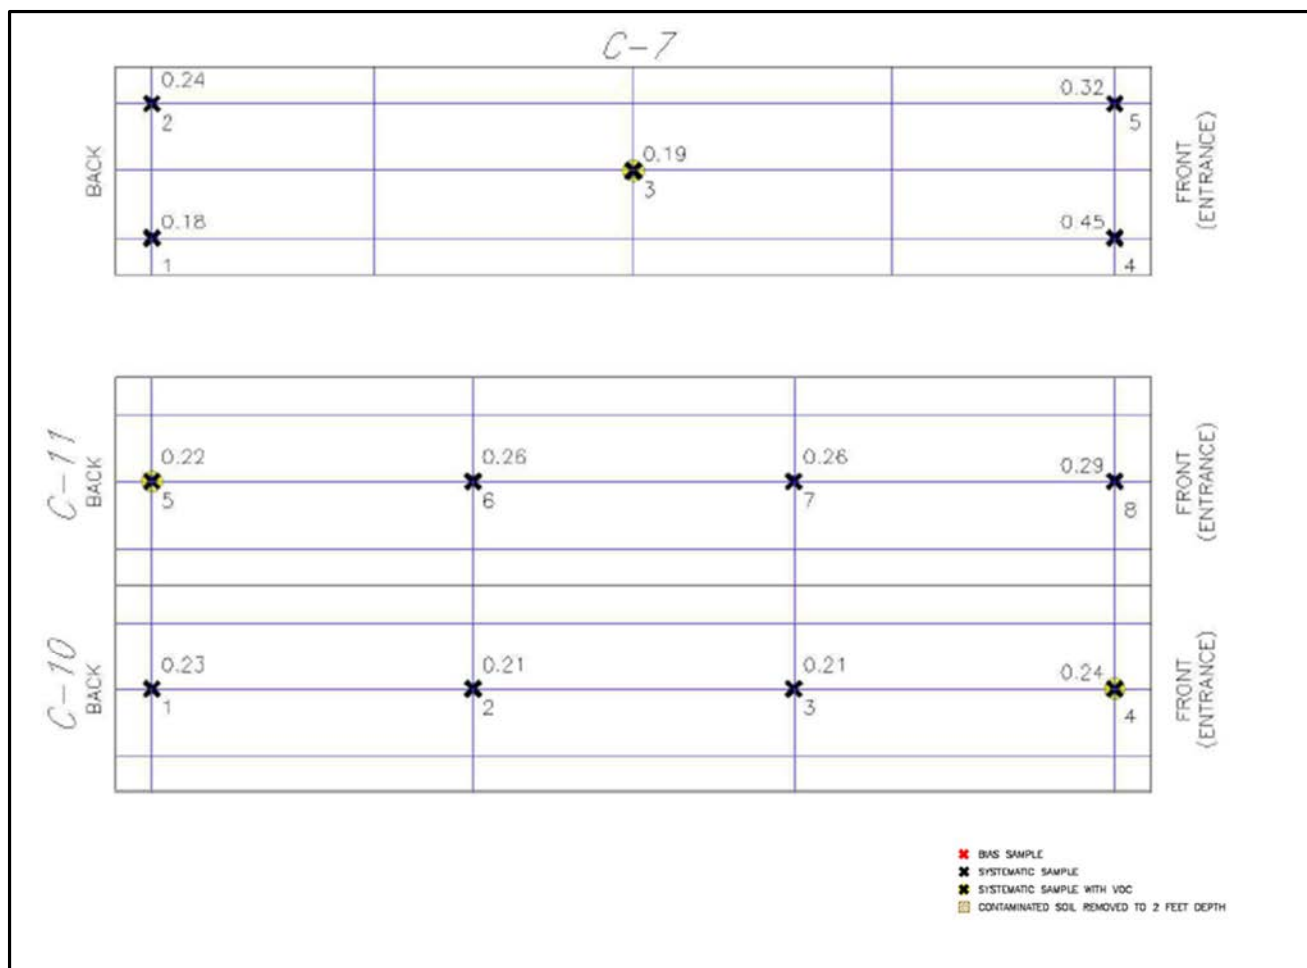 C-7
0.24
0.32
2
5
BACK
0.19
3
FRONT
(ENTRANCE)
0.18
0.45
1
4
C-11
BACK
0.22
0.26
0.26
0.29
5
6
7
8
FRONT
(ENTRANCE)
C-10
BACK
0.23
0.21
0.21
0.24
1
2
3
4
FRONT
(ENTRANCE)
BIAS SAMPLE
SYSTEMATIC SAMPLE
SYSTEMATIC SAMPLE WITH VOC
CONTAMINATED SOIL REMOVED TO 2 FEET DEPTH